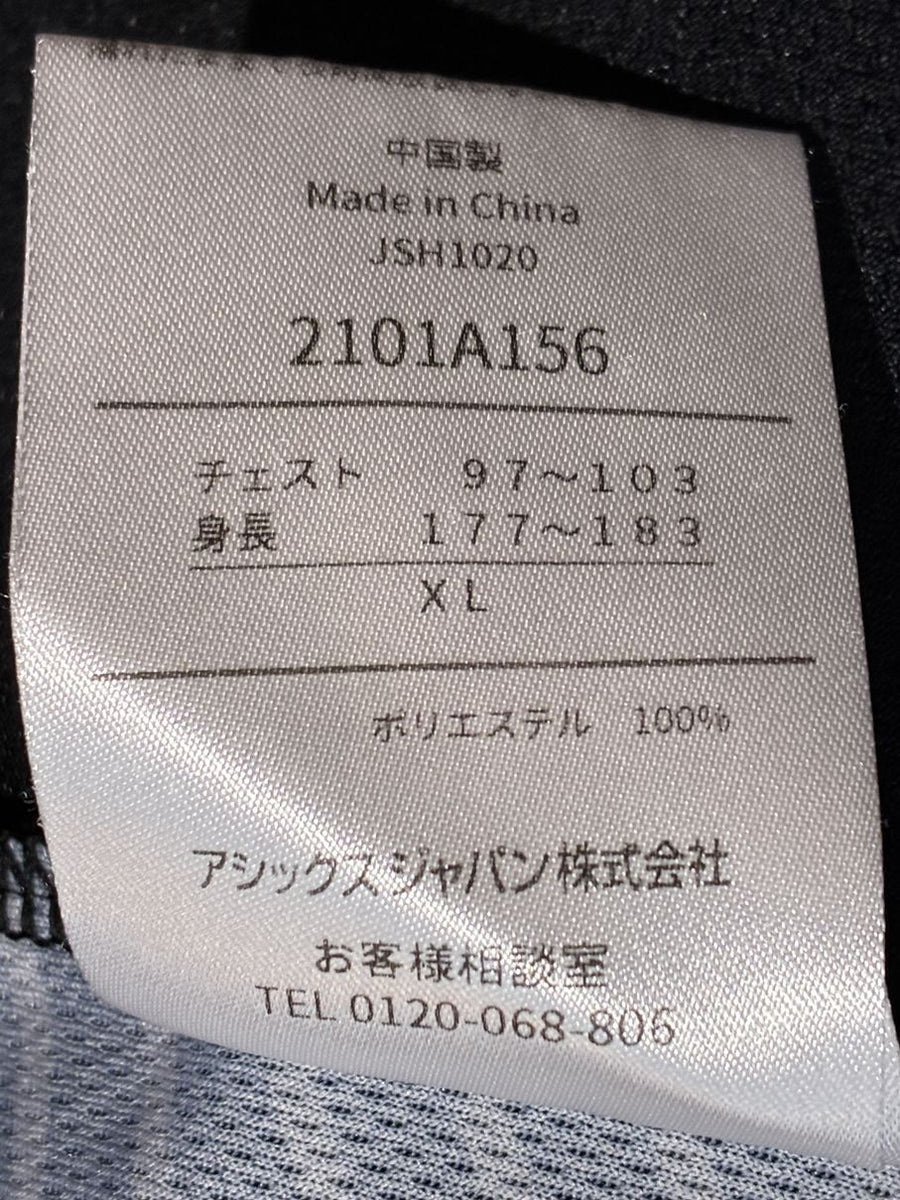 中国製
Made in China
JSH1020
2101A156
チェスト 97〜103
身長 177〜183
XL
ポリエステル 100%
アシックスジャパン株式会社
お客様相談室
TEL 0120-068-806